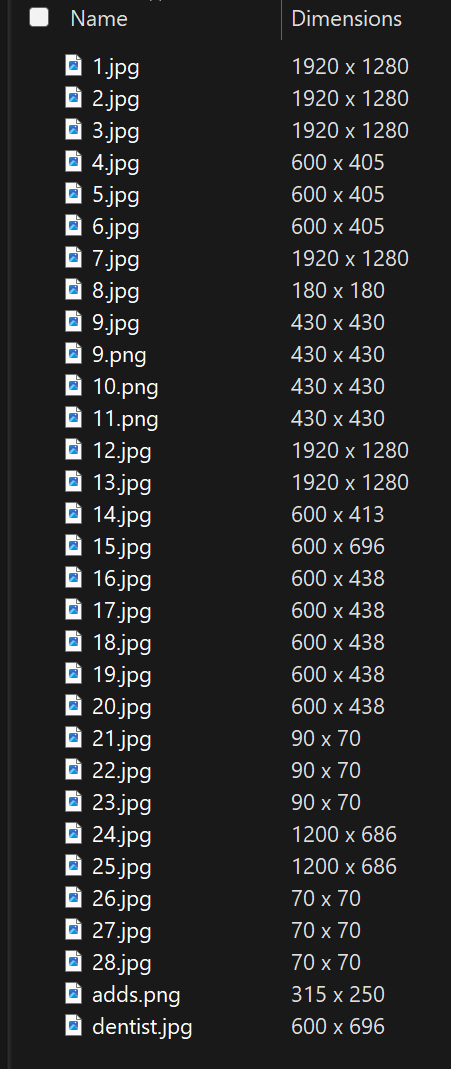 Name Dimensions
1.jpg 1920 x 1280
2.jpg 1920 x 1280
3.jpg 1920 x 1280
4.jpg 600 x 405
5.jpg 600 x 405
6.jpg 600 x 405
7.jpg 1920 x 1280
8.jpg 180 x 180
9.jpg 430 x 430
9.png 430 x 430
10.png 430 x 430
11.png 430 x 430
12.jpg 1920 x 1280
13.jpg 1920 x 1280
14.jpg 600 x 413
15.jpg 600 x 696
16.jpg 600 x 438
17.jpg 600 x 438
18.jpg 600 x 438
19.jpg 600 x 438
20.jpg 600 x 438
21.jpg 90 x 70
22.jpg 90 x 70
23.jpg 90 x 70
24.jpg 1200 x 686
25.jpg 1200 x 686
26.jpg 70 x 70
27.jpg 70 x 70
28.jpg 70 x 70
adds.png 315 x 250
dentist.jpg 600 x 696